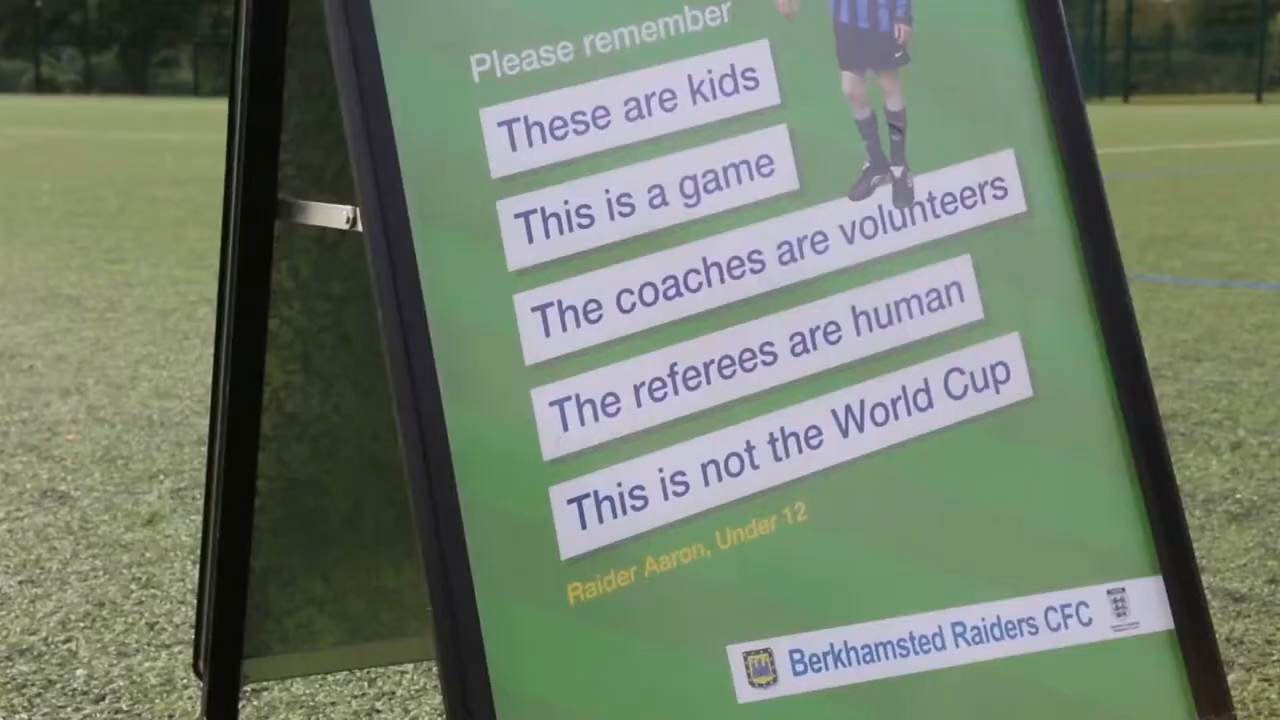 Please remember
These are kids
This is a game
The coaches are volunteers
The referees are human
This is not the World Cup
Raider Aaron, Under 12
Berkhamsted Raiders CFC